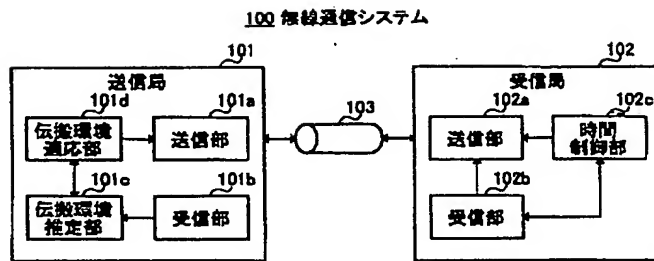 100 無線通信システム
101
送信局
101d
伝搬環境
適応部
101a
送信部
101c
伝搬環境
推定部
101b
受信部
103
102
受信局
102a
送信部
102c
時間
制御部
102b
受信部